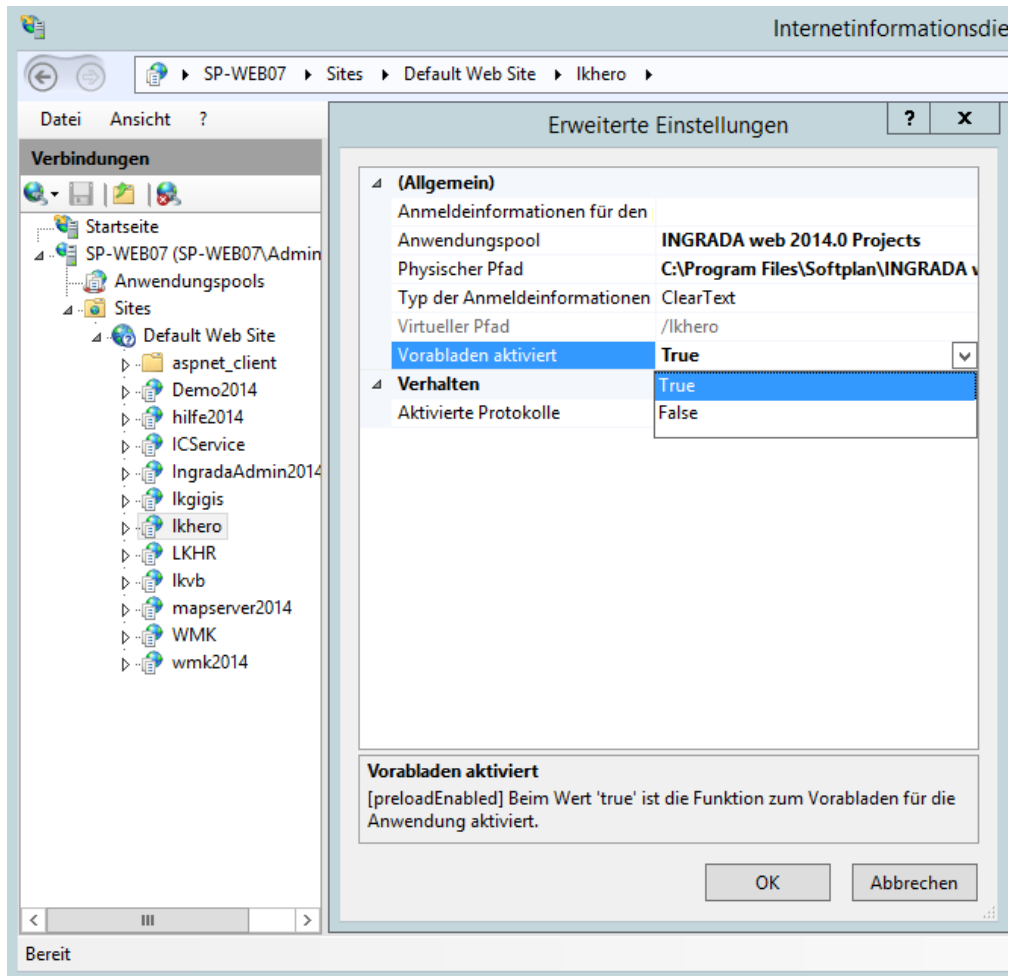 Internetinformationsdie
SP-WEB07 Sites Default Web Site lkhero
Datei Ansicht ?
Verbindungen
Startseite
SP-WEB07 (SP-WEB07\Admin
Anwendungspools
Sites
Default Web Site
aspnet_client
Demo2014
hilfe2014
ICService
IngradaAdmin2014
lkgigis
lkhero
LKHR
lkvb
mapserver2014
WMK
wmk2014
Bereit
Erweiterte Einstellungen ? x
(Allgemein)
Anmeldeinformationen für den
Anwendungspool INGRADA web 2014.0 Projects
Physischer Pfad C:\Program Files\Softplan\INGRADA w
Typ der Anmeldeinformationen ClearText
Virtueller Pfad /lkhero
Vorabladen aktiviert True
Verhalten True
Aktivierte Protokolle False
Vorabladen aktiviert
[preloadEnabled] Beim Wert 'true' ist die Funktion zum Vorabladen für die
Anwendung aktiviert.
OK Abbrechen